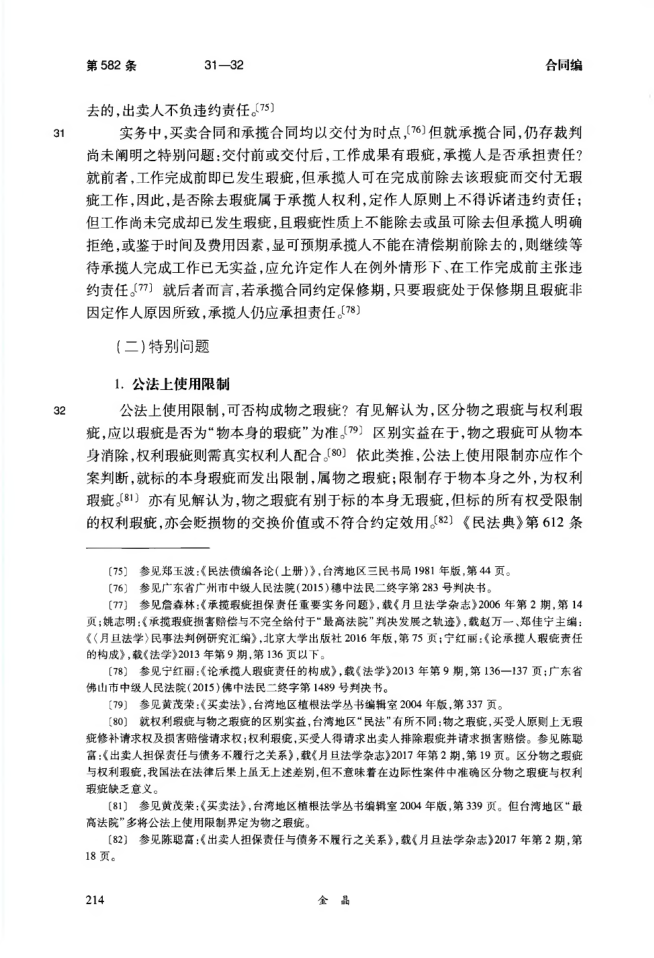 第 582 条 31—32 合同编
去的,出卖人不负违约责任。〔75〕
31 实务中,买卖合同和承揽合同均以交付为时点,〔76〕但就承揽合同,仍存裁判
尚未阐明之特别问题:交付前或交付后,工作成果有瑕疵,承揽人是否承担责任?
就前者,工作完成前即已发生瑕疵,但承揽人可在完成前除去该瑕疵而交付无瑕
疵工作,因此,是否除去瑕疵属于承揽人权利,定作人原则上不得诉诸违约责任;
但工作尚未完成却已发生瑕疵,且瑕疵性质上不能除去或虽可除去但承揽人明确
拒绝,或鉴于时间及费用因素,显可预期承揽人不能在清偿期前除去的,则继续等
待承揽人完成工作已无实益,应允许定作人在例外情形下、在工作完成前主张违
约责任。〔77〕 就后者而言,若承揽合同约定保修期,只要瑕疵处于保修期且瑕疵非
因定作人原因所致,承揽人仍应承担责任。〔78〕
(二)特别问题
1. 公法上使用限制
32 公法上使用限制,可否构成物之瑕疵? 有见解认为,区分物之瑕疵与权利瑕
疵,应以瑕疵是否为“物本身的瑕疵”为准。〔79〕 区别实益在于,物之瑕疵可从物本
身消除,权利瑕疵则需真实权利人配合。〔80〕 依此类推,公法上使用限制亦应作个
案判断,就标的本身瑕疵而发出限制,属物之瑕疵;限制存于物本身之外,为权利
瑕疵。〔81〕 亦有见解认为,物之瑕疵有别于标的本身无瑕疵,但标的所有权受限制
的权利瑕疵,亦会贬损物的交换价值或不符合约定效用。〔82〕《民法典》第 612 条
〔75〕 参见郑玉波:《民法债编各论(上册)》,台湾地区三民书局 1981 年版,第 44 页。
〔76〕 参见广东省广州市中级人民法院(2015)穗中法民二终字第 283 号判决书。
〔77〕 参见詹森林:《承揽瑕疵担保责任重要实务问题》,载《月旦法学杂志》2006 年第 2 期,第 14
页;姚志明:《承揽瑕疵损害赔偿与不完全给付于“最高法院”判决发展之轨迹》,载赵万一、郑佳宁主编:
《〈月旦法学〉民事法判例研究汇编》,北京大学出版社 2016 年版,第 75 页;宁红丽:《论承揽人瑕疵责任
的构成》,载《法学》2013 年第 9 期,第 136 页以下。
〔78〕 参见宁红丽:《论承揽人瑕疵责任的构成》,载《法学》2013 年第 9 期,第 136—137 页;广东省
佛山市中级人民法院(2015)佛中法民二终字第 1489 号判决书。
〔79〕 参见黄茂荣:《买卖法》,台湾地区植根法学丛书编辑室 2004 年版,第 337 页。
〔80〕 就权利瑕疵与物之瑕疵的区别实益,台湾地区“民法”有所不同:物之瑕疵,买受人原则上无瑕
疵修补请求权及损害赔偿请求权;权利瑕疵,买受人得请求出卖人排除瑕疵并请求损害赔偿。参见陈聪
富:《出卖人担保责任与债务不履行之关系》,载《月旦法学杂志》2017 年第 2 期,第 19 页。区分物之瑕疵
与权利瑕疵,我国法在法律后果上虽无上述差别,但不意味着在边际性案件中准确区分物之瑕疵与权利
瑕疵缺乏意义。
〔81〕 参见黄茂荣:《买卖法》,台湾地区植根法学丛书编辑室 2004 年版,第 339 页。但台湾地区“最
高法院”多将公法上使用限制界定为物之瑕疵。
〔82〕 参见陈聪富:《出卖人担保责任与债务不履行之关系》,载《月旦法学杂志》2017 年第 2 期,第
18 页。
214 金 晶